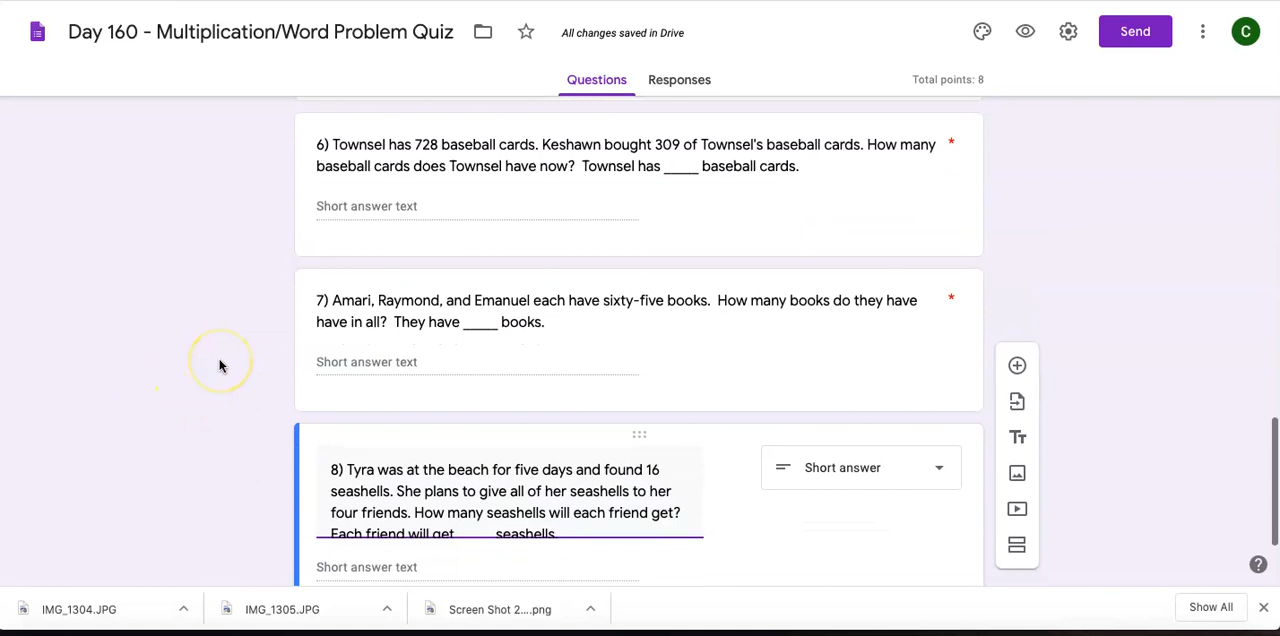 Day 160 - Multiplication/Word Problem Quiz
All changes saved in Drive
Send
C
Questions
Responses
Total points: 8
6) Townsel has 728 baseball cards. Keshawn bought 309 of Townsel's baseball cards. How many *
baseball cards does Townsel have now?  Townsel has _____ baseball cards.
Short answer text
7) Amari, Raymond, and Emanuel each have sixty-five books.  How many books do they have *
have in all?  They have _____ books.
Short answer text
8) Tyra was at the beach for five days and found 16
seashells. She plans to give all of her seashells to her
four friends. How many seashells will each friend get?
Each friend will get _____ seashells.
Short answer
Short answer text
IMG_1304.JPG
IMG_1305.JPG
Screen Shot 2....png
Show All